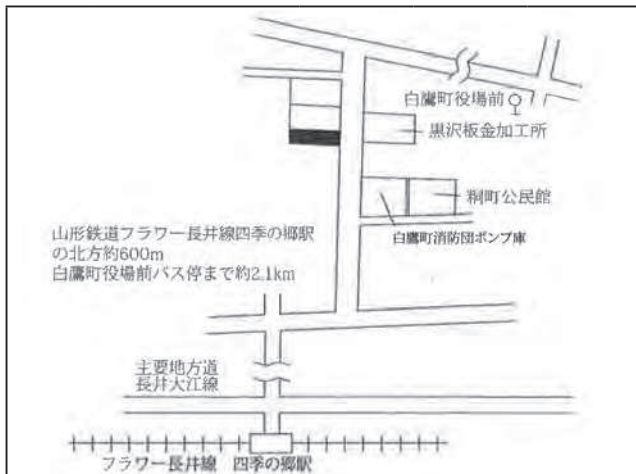 白鷹町役場前
黒沢板金加工所
桐町公民館
白鷹町消防団ポンプ庫
山形鉄道フラワー長井線四季の郷駅
の北方約600m
白鷹町役場前バス停まで約2.1km
主要地方道
長井大江線
フラワー長井線 四季の郷駅